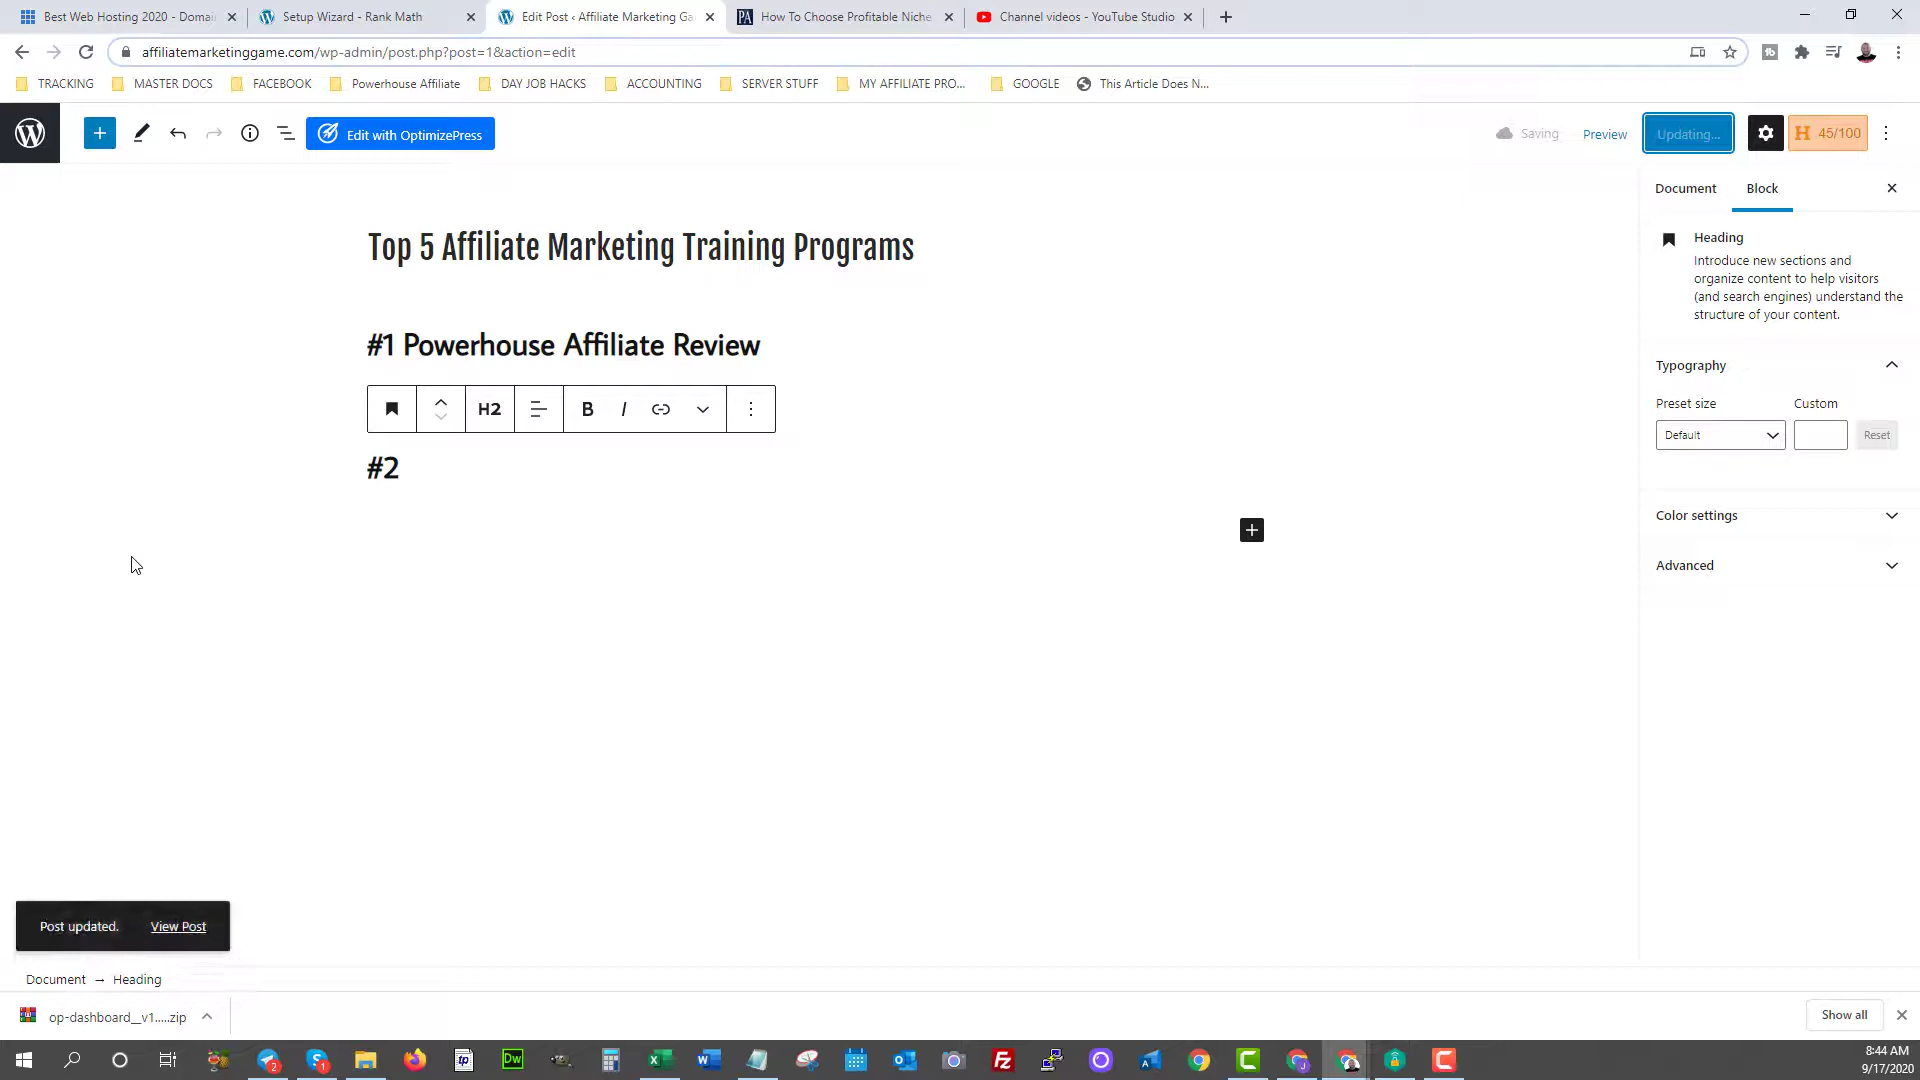 Best Web Hosting 2020 - Domai
Setup Wizard - Rank Math
Edit Post ‹ Affiliate Marketing Ga
PA
How To Choose Profitable Niche
Channel videos - YouTube Studio
affiliatemarketinggame.com/wp-admin/post.php?post=1&action=edit
TRACKING
MASTER DOCS
FACEBOOK
Powerhouse Affiliate
DAY JOB HACKS
ACCOUNTING
SERVER STUFF
MY AFFILIATE PRO...
GOOGLE
This Article Does N...
Edit with OptimizePress
Saving
Preview
Updating...
H 45/100
Document
Block
Top 5 Affiliate Marketing Training Programs
Heading
Introduce new sections and
organize content to help visitors
(and search engines) understand the
structure of your content.
#1 Powerhouse Affiliate Review
Typography
H2
B
I
Preset size
Custom
Default
Reset
#2
Color settings
Advanced
Post updated.
View Post
Document → Heading
op-dashboard_v1.....zip
Show all
2
1
tp
Dw
Fz
8:44 AM
9/17/2020